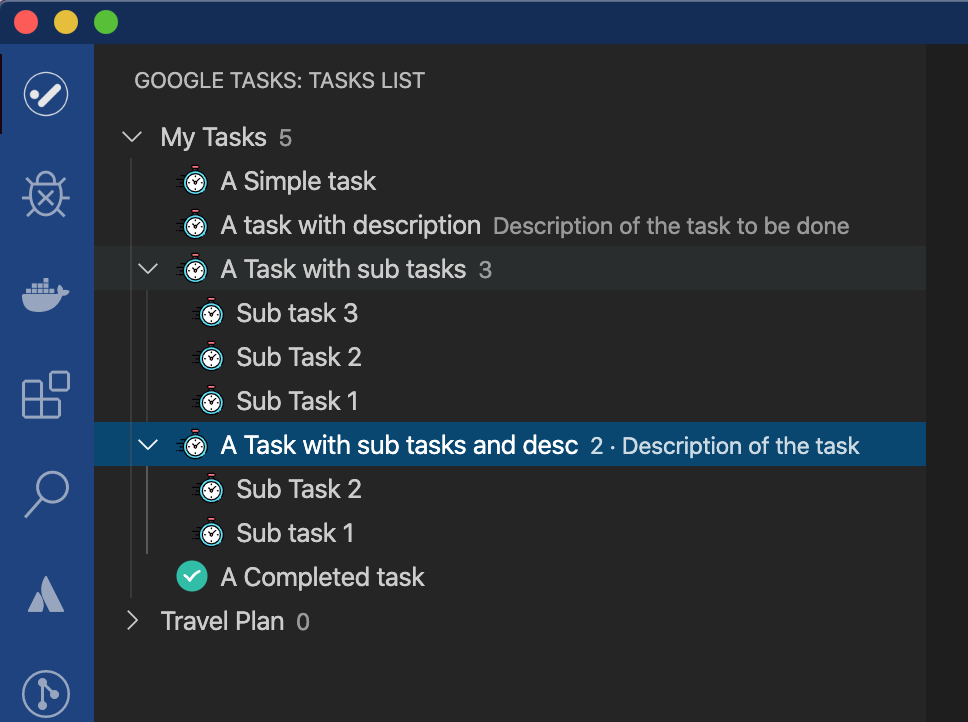 GOOGLE TASKS: TASKS LIST
My Tasks 5
A Simple task
A task with description Description of the task to be done
A Task with sub tasks 3
Sub task 3
Sub Task 2
Sub Task 1
A Task with sub tasks and desc 2 · Description of the task
Sub Task 2
Sub task 1
A Completed task
Travel Plan 0